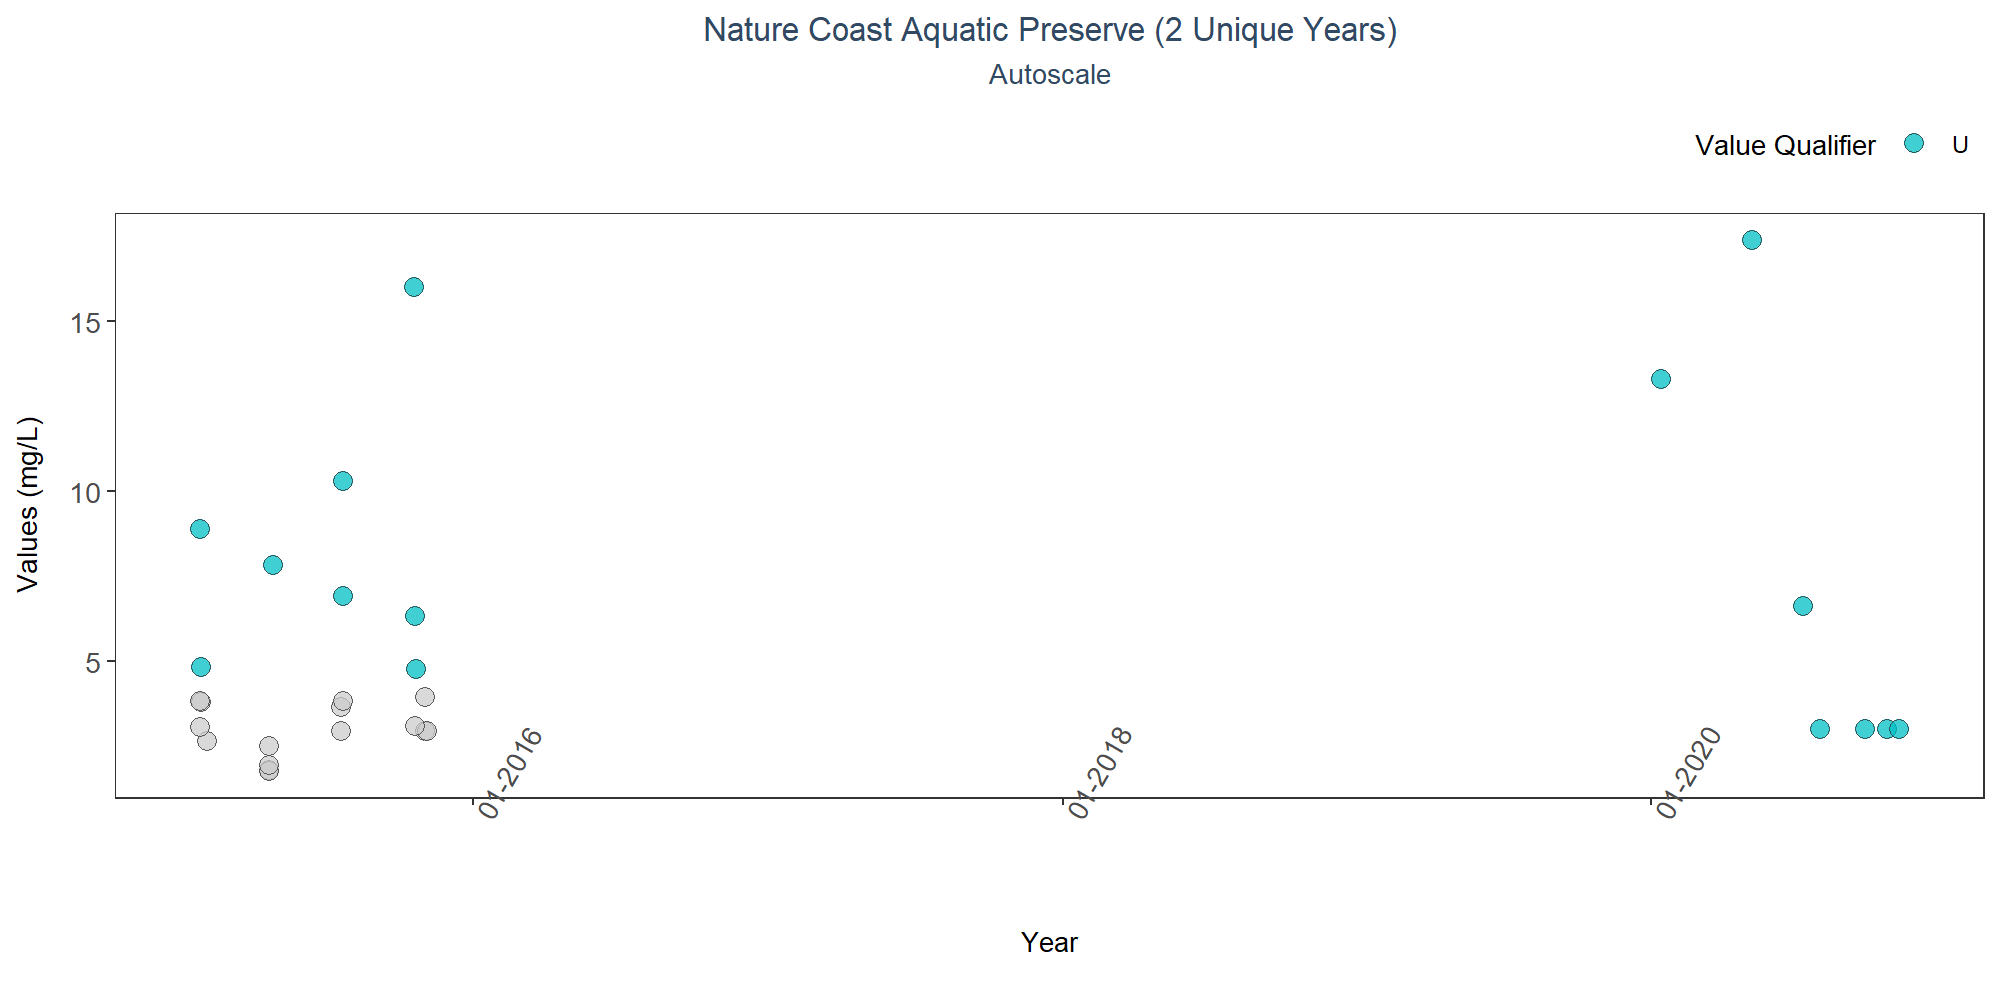 Nature Coast Aquatic Preserve (2 Unique Years)
Autoscale
Value Qualifier U
Values (mg/L)
15
10
5
01-2016
01-2018
01-2020
Year